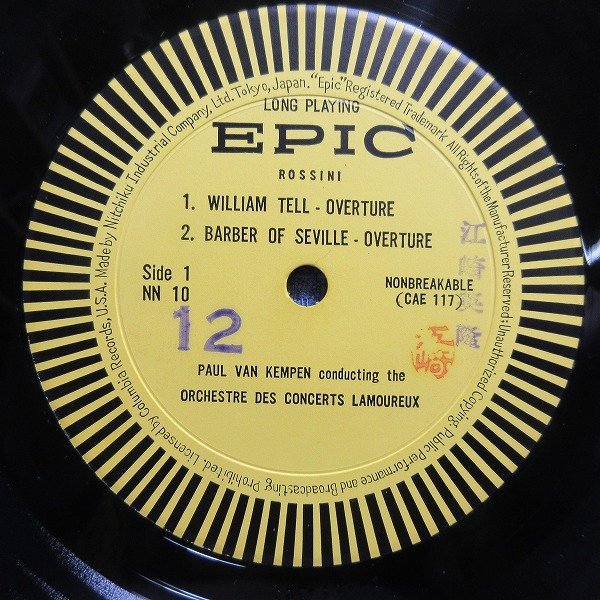 LONG PLAYING
EPIC
ROSSINI
1. WILLIAM TELL - OVERTURE
2. BARBER OF SEVILLE - OVERTURE
Side 1
NN 10
NONBREAKABLE
(CAE 117)
12
江崎英隆
PAUL VAN KEMPEN conducting the
ORCHESTRE DES CONCERTS LAMOUREUX
Licensed by Columbia Records, U.S.A. Made by Nitchiku Industrial Company, Ltd. Tokyo, Japan. "Epic" Registered Trademark All Rights of the Manufacturer Reserved: Unauthorized Copying; Public Performance and Broadcasting Prohibited.